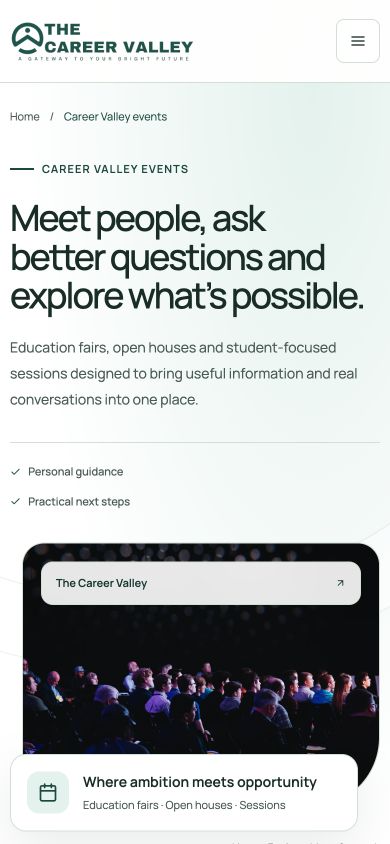 THE
CAREER VALLEY
A GATEWAY TO YOUR BRIGHT FUTURE
Home / Career Valley events
CAREER VALLEY EVENTS
Meet people, ask
better questions and
explore what's possible.
Education fairs, open houses and student-focused
sessions designed to bring useful information and real
conversations into one place.
Personal guidance
Practical next steps
The Career Valley
Where ambition meets opportunity
Education fairs · Open houses · Sessions